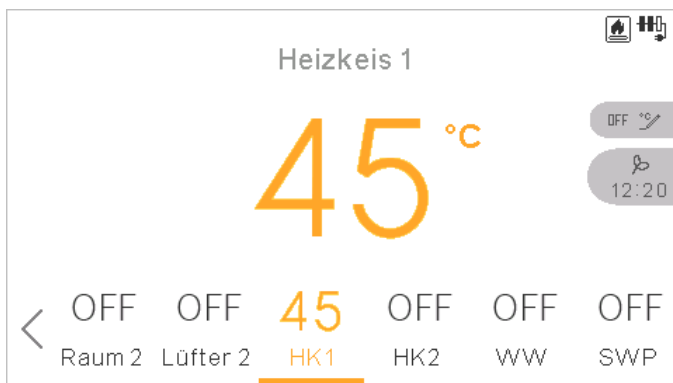 Heizkeis 1
45 °C
OFF °C
12:20
OFF OFF 45 OFF OFF OFF
Raum 2 Lüfter 2 HK1 HK2 WW SWP